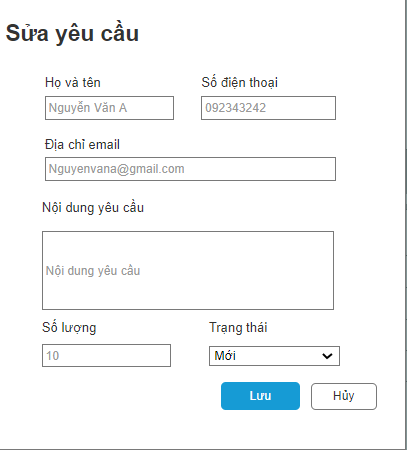 Sửa yêu cầu
Họ và tên Số điện thoại
Nguyễn Văn A 092343242
Địa chỉ email
Nguyenvana@gmail.com
Nội dung yêu cầu
Nội dung yêu cầu
Số lượng Trạng thái
10 Mới
Lưu Hủy